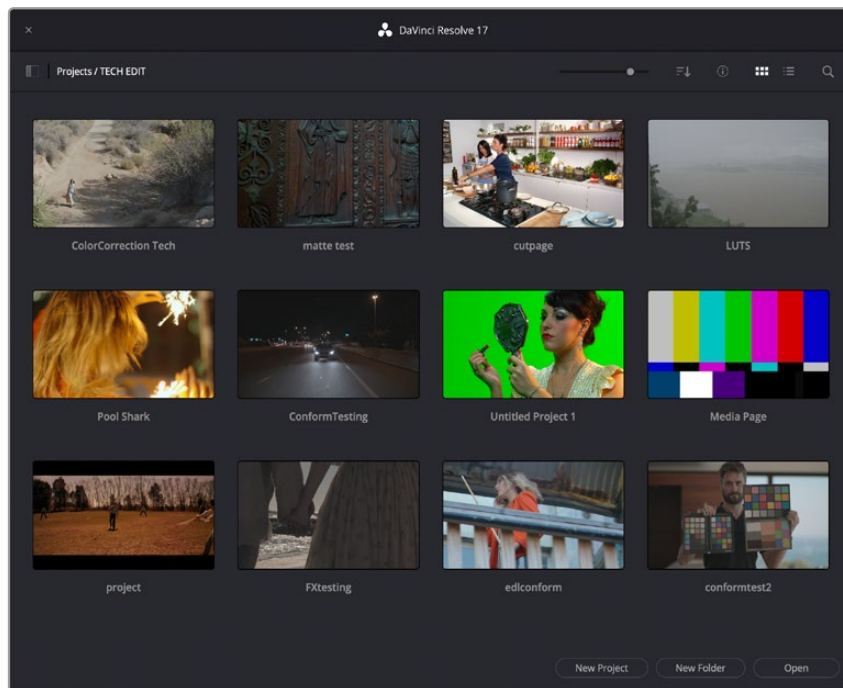 DaVinci Resolve 17
Projects / TECH EDIT
ColorCorrection Tech
matte test
cutpage
LUTS
Pool Shark
ConformTesting
Untitled Project 1
Media Page
project
FXtesting
edlconform
conformtest2
New Project
New Folder
Open